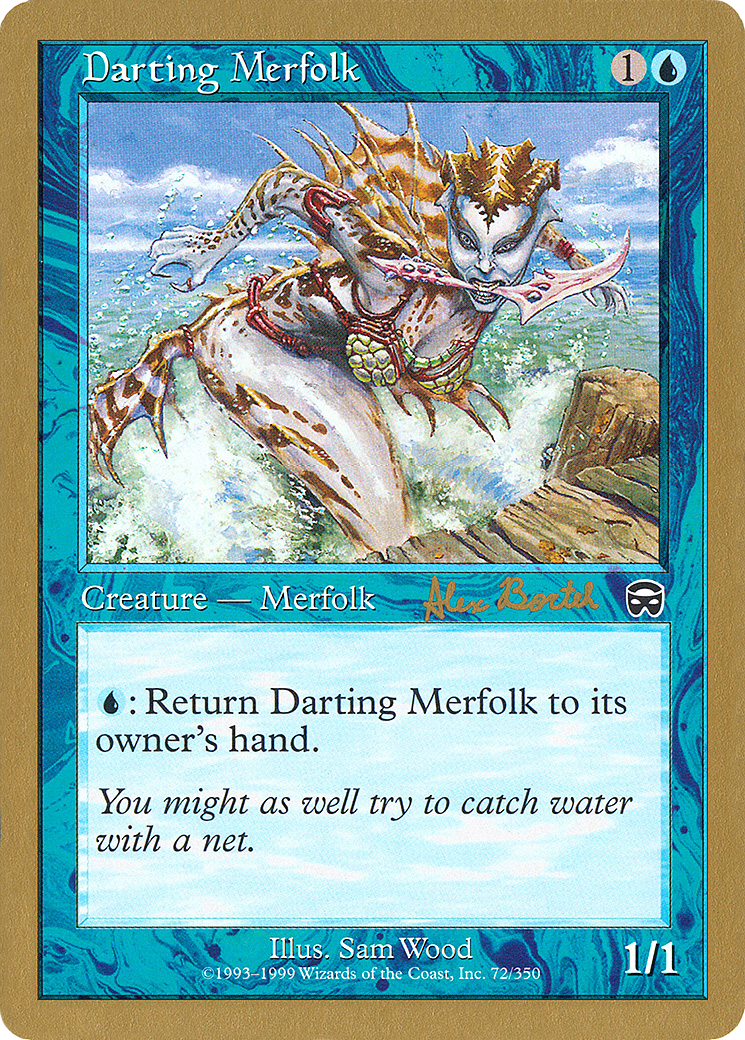 Darting Merfolk 1
Creature — Merfolk Alex Bortel
: Return Darting Merfolk to its
owner's hand.
You might as well try to catch water
with a net.
Illus. Sam Wood
©1993–1999 Wizards of the Coast, Inc. 72/350
1/1